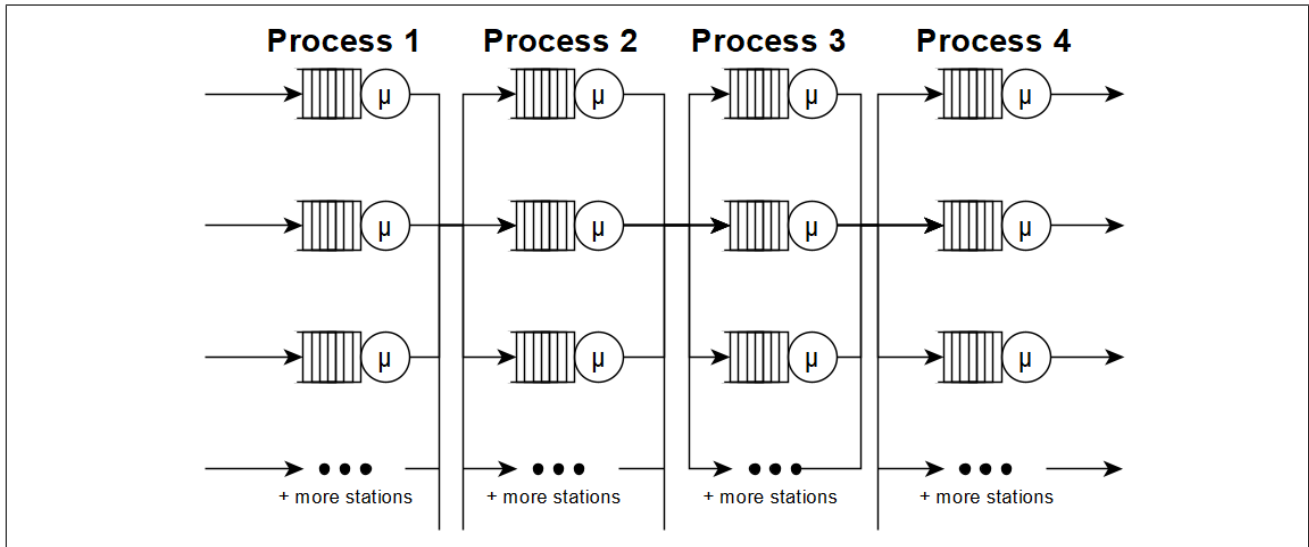 Process 1 Process 2 Process 3 Process 4
μ μ μ μ
μ μ μ μ
μ μ μ μ
+ more stations + more stations + more stations + more stations